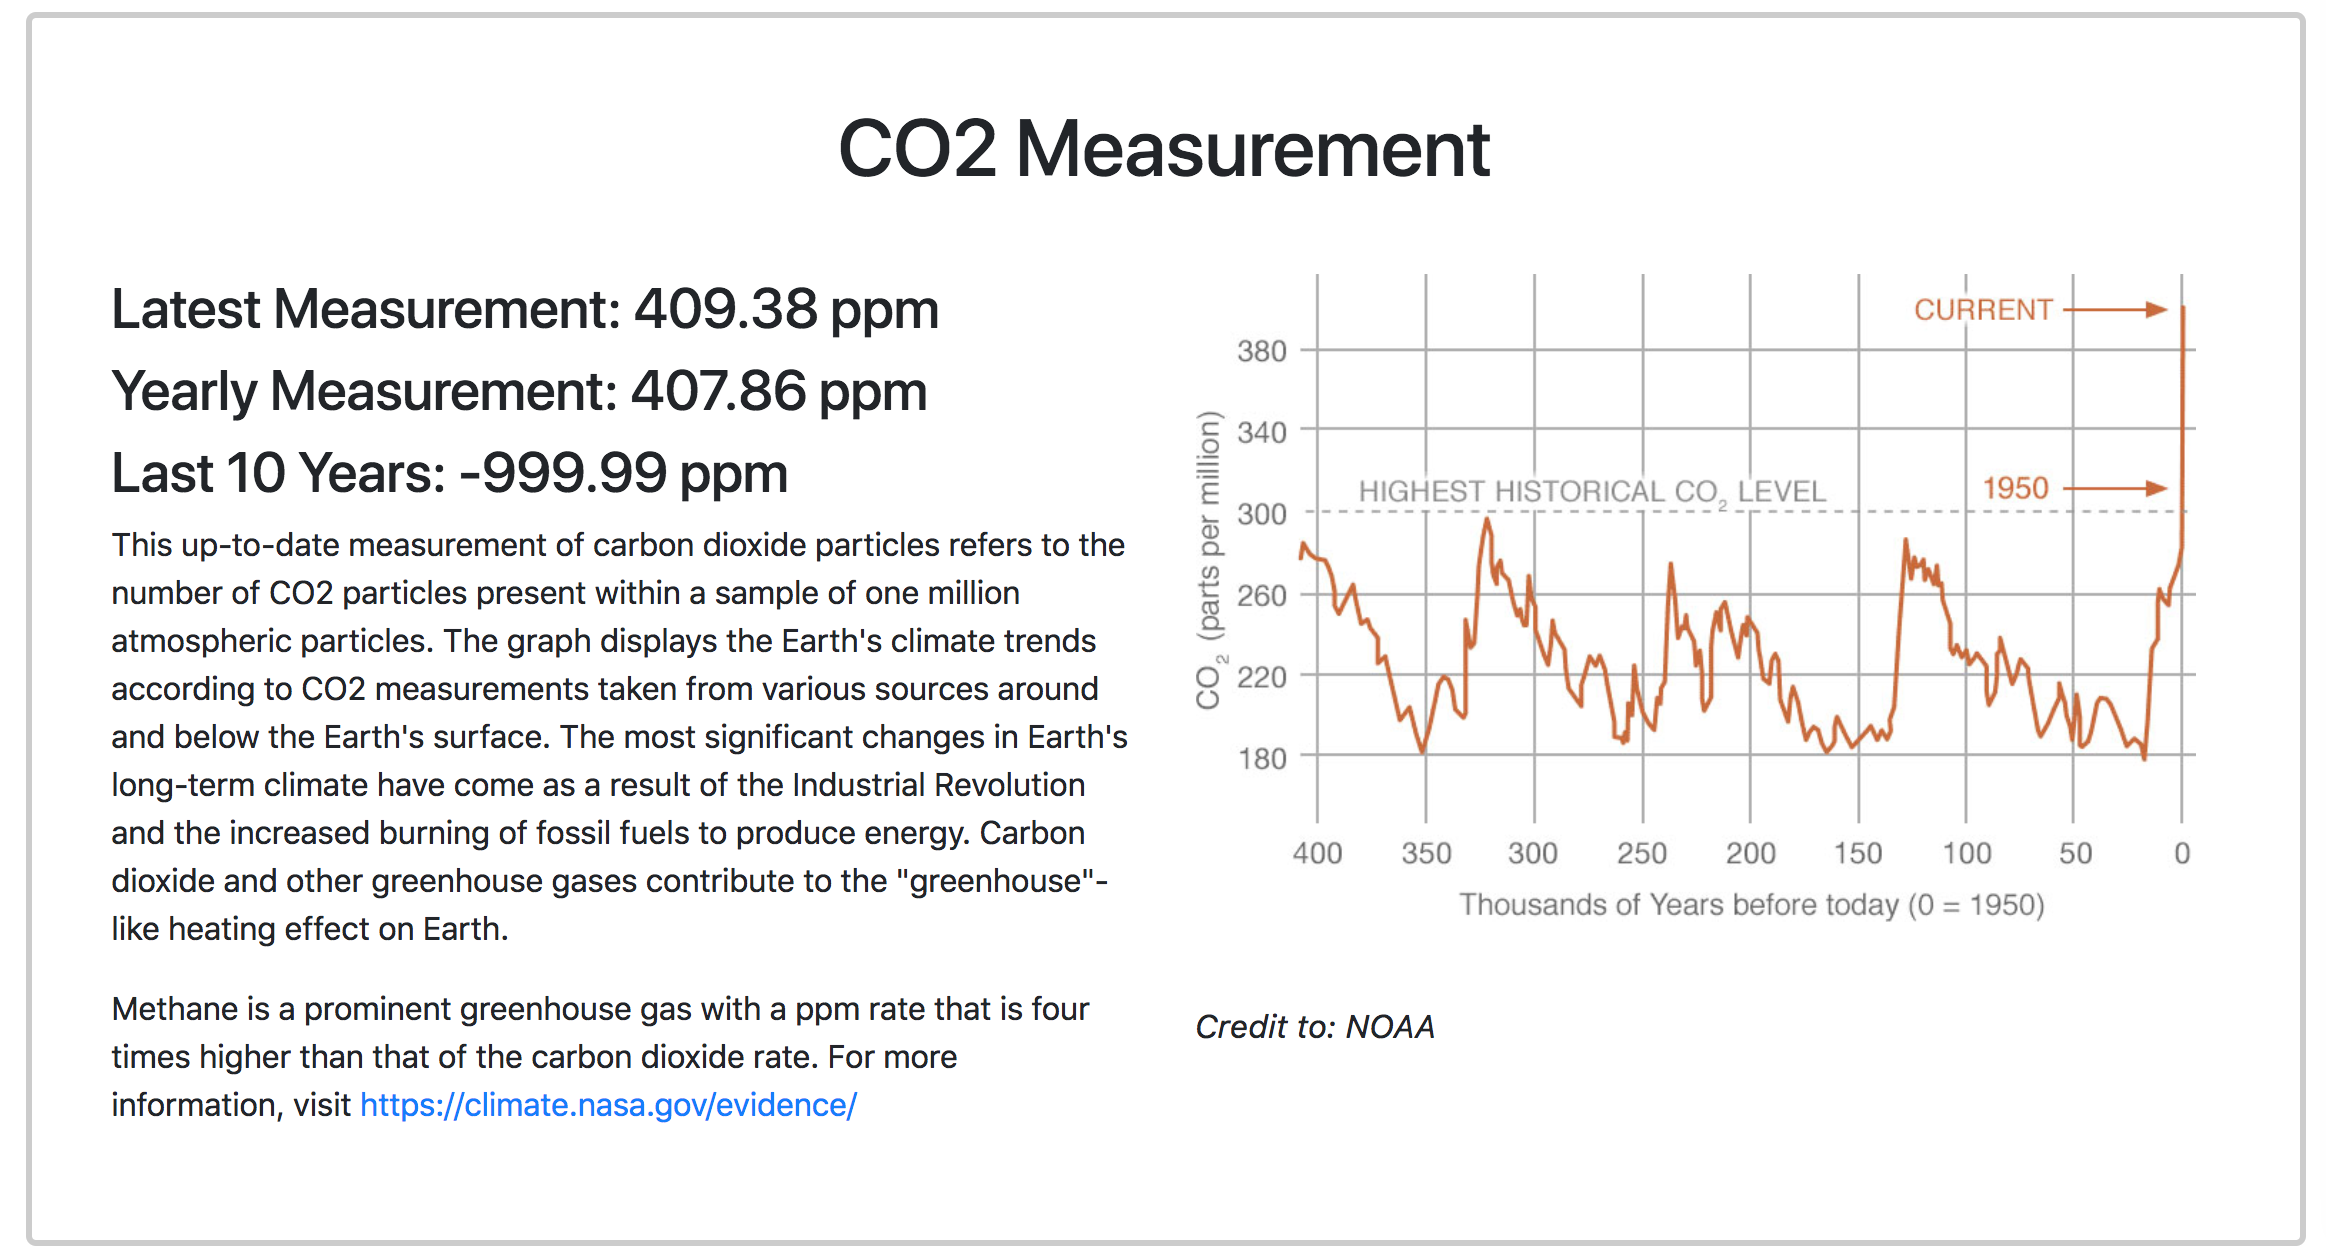 CO2 Measurement
Latest Measurement: 409.38 ppm
Yearly Measurement: 407.86 ppm
Last 10 Years: -999.99 ppm
This up-to-date measurement of carbon dioxide particles refers to the
number of CO2 particles present within a sample of one million
atmospheric particles. The graph displays the Earth's climate trends
according to CO2 measurements taken from various sources around
and below the Earth's surface. The most significant changes in Earth's
long-term climate have come as a result of the Industrial Revolution
and the increased burning of fossil fuels to produce energy. Carbon
dioxide and other greenhouse gases contribute to the "greenhouse"-
like heating effect on Earth.
Methane is a prominent greenhouse gas with a ppm rate that is four
times higher than that of the carbon dioxide rate. For more
information, visit https://climate.nasa.gov/evidence/
CURRENT
380
340
HIGHEST HISTORICAL CO₂ LEVEL
1950
300
260
220
180
CO₂ (parts per million)
400 350 300 250 200 150 100 50 0
Thousands of Years before today (0 = 1950)
Credit to: NOAA